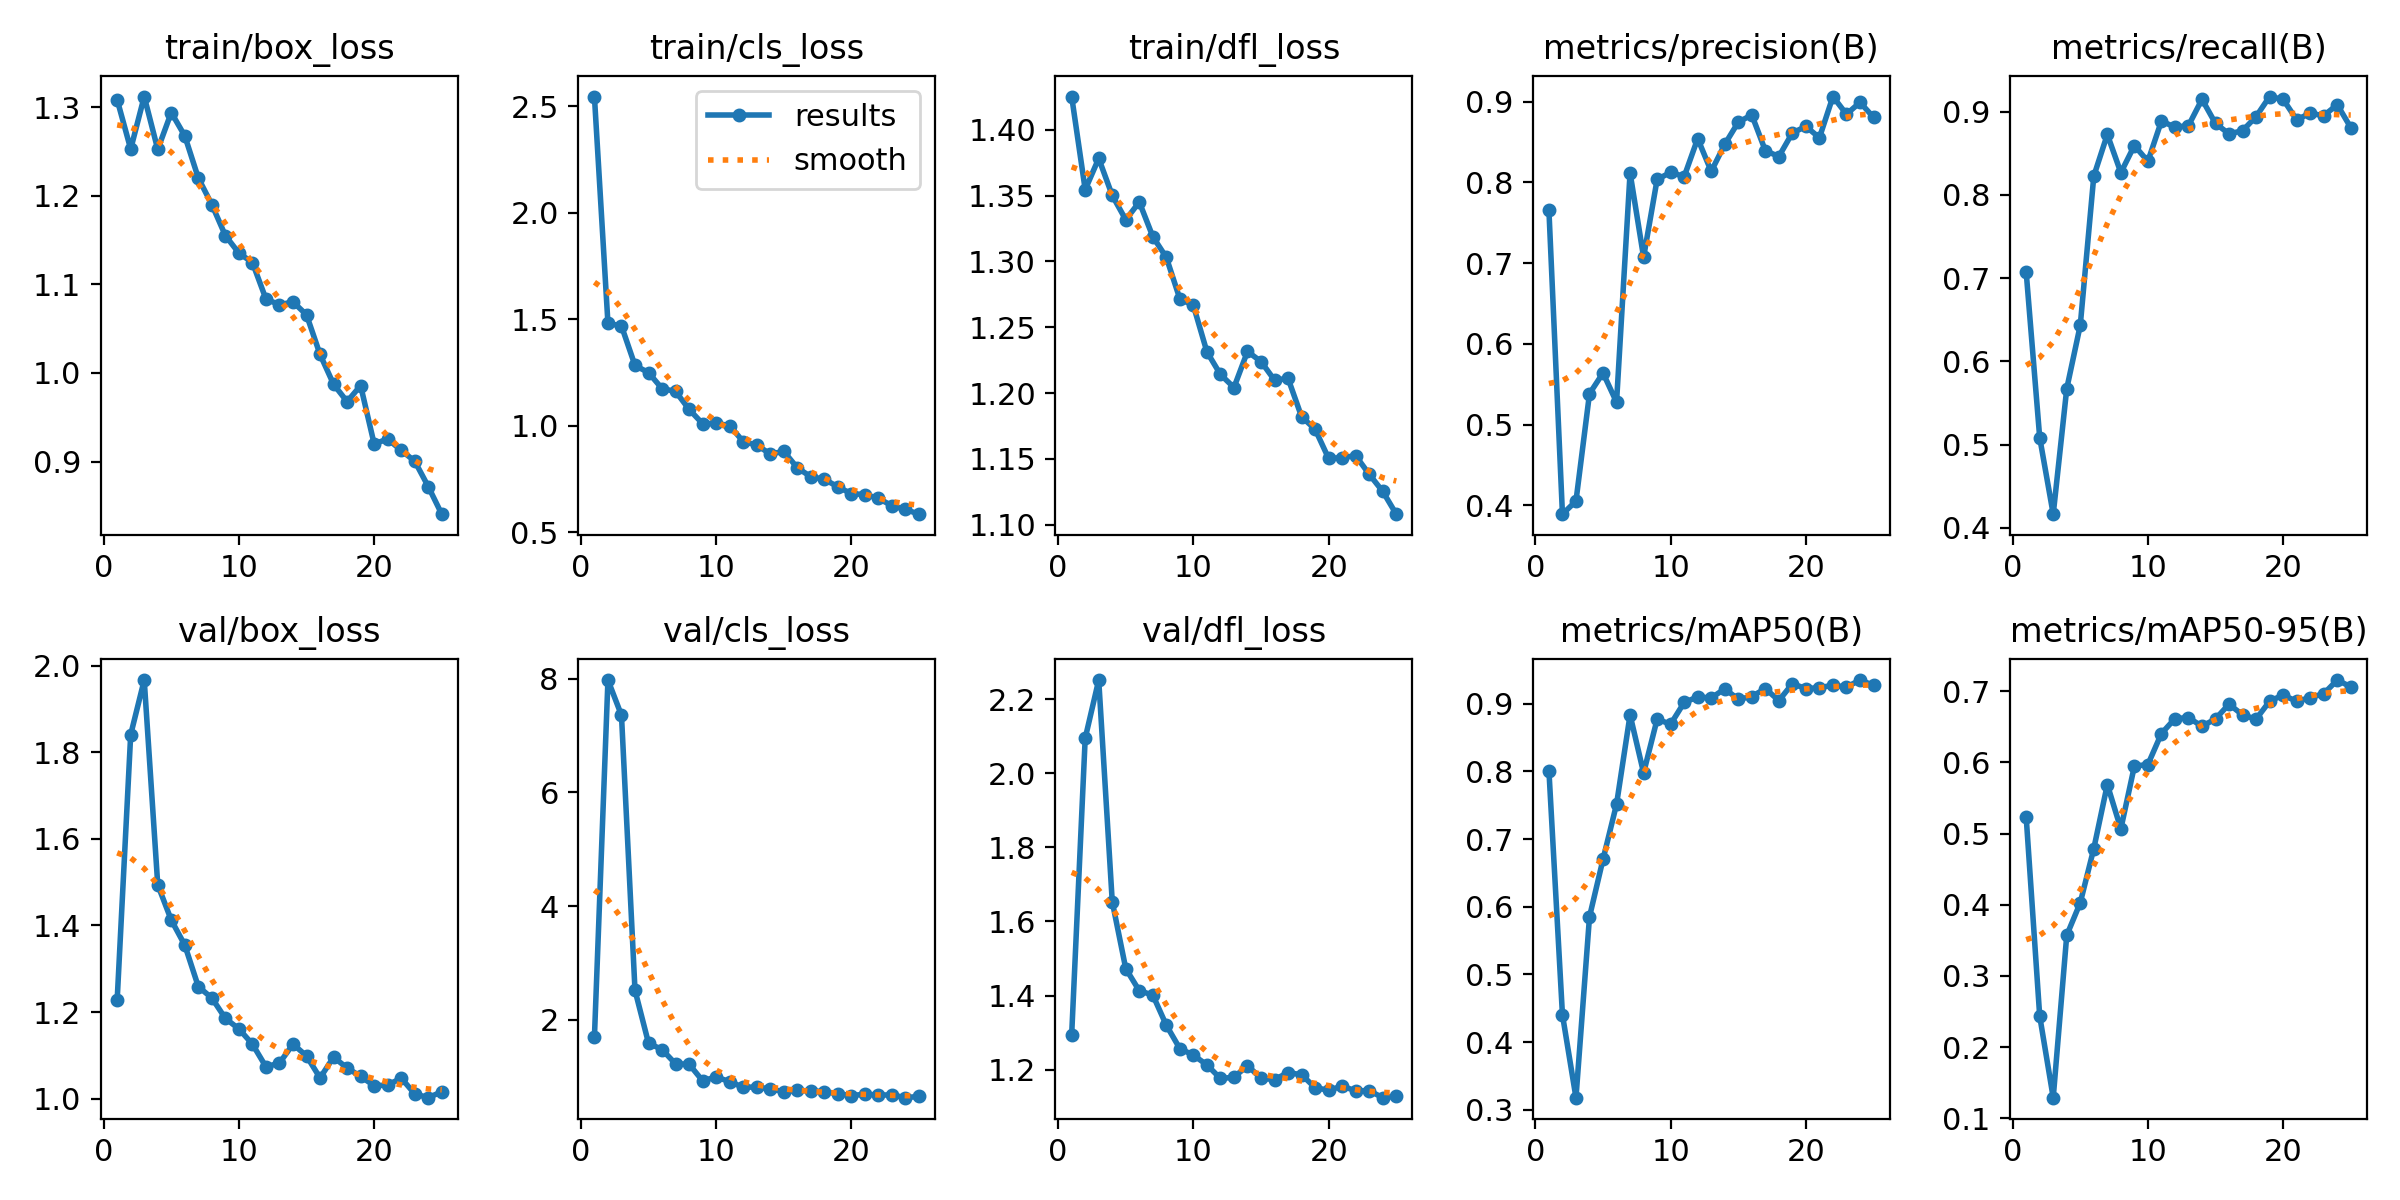 train/box_loss
train/cls_loss
train/dfl_loss
metrics/precision(B)
metrics/recall(B)
1.3
1.2
1.1
1.0
0.9
0 10 20
2.5
2.0
1.5
1.0
0.5
0 10 20
results
smooth
1.40
1.35
1.30
1.25
1.20
1.15
1.10
0 10 20
0.9
0.8
0.7
0.6
0.5
0.4
0 10 20
0.9
0.8
0.7
0.6
0.5
0.4
0 10 20
val/box_loss
val/cls_loss
val/dfl_loss
metrics/mAP50(B)
metrics/mAP50-95(B)
2.0
1.8
1.6
1.4
1.2
1.0
0 10 20
8
6
4
2
0 10 20
2.2
2.0
1.8
1.6
1.4
1.2
0 10 20
0.9
0.8
0.7
0.6
0.5
0.4
0.3
0 10 20
0.7
0.6
0.5
0.4
0.3
0.2
0.1
0 10 20